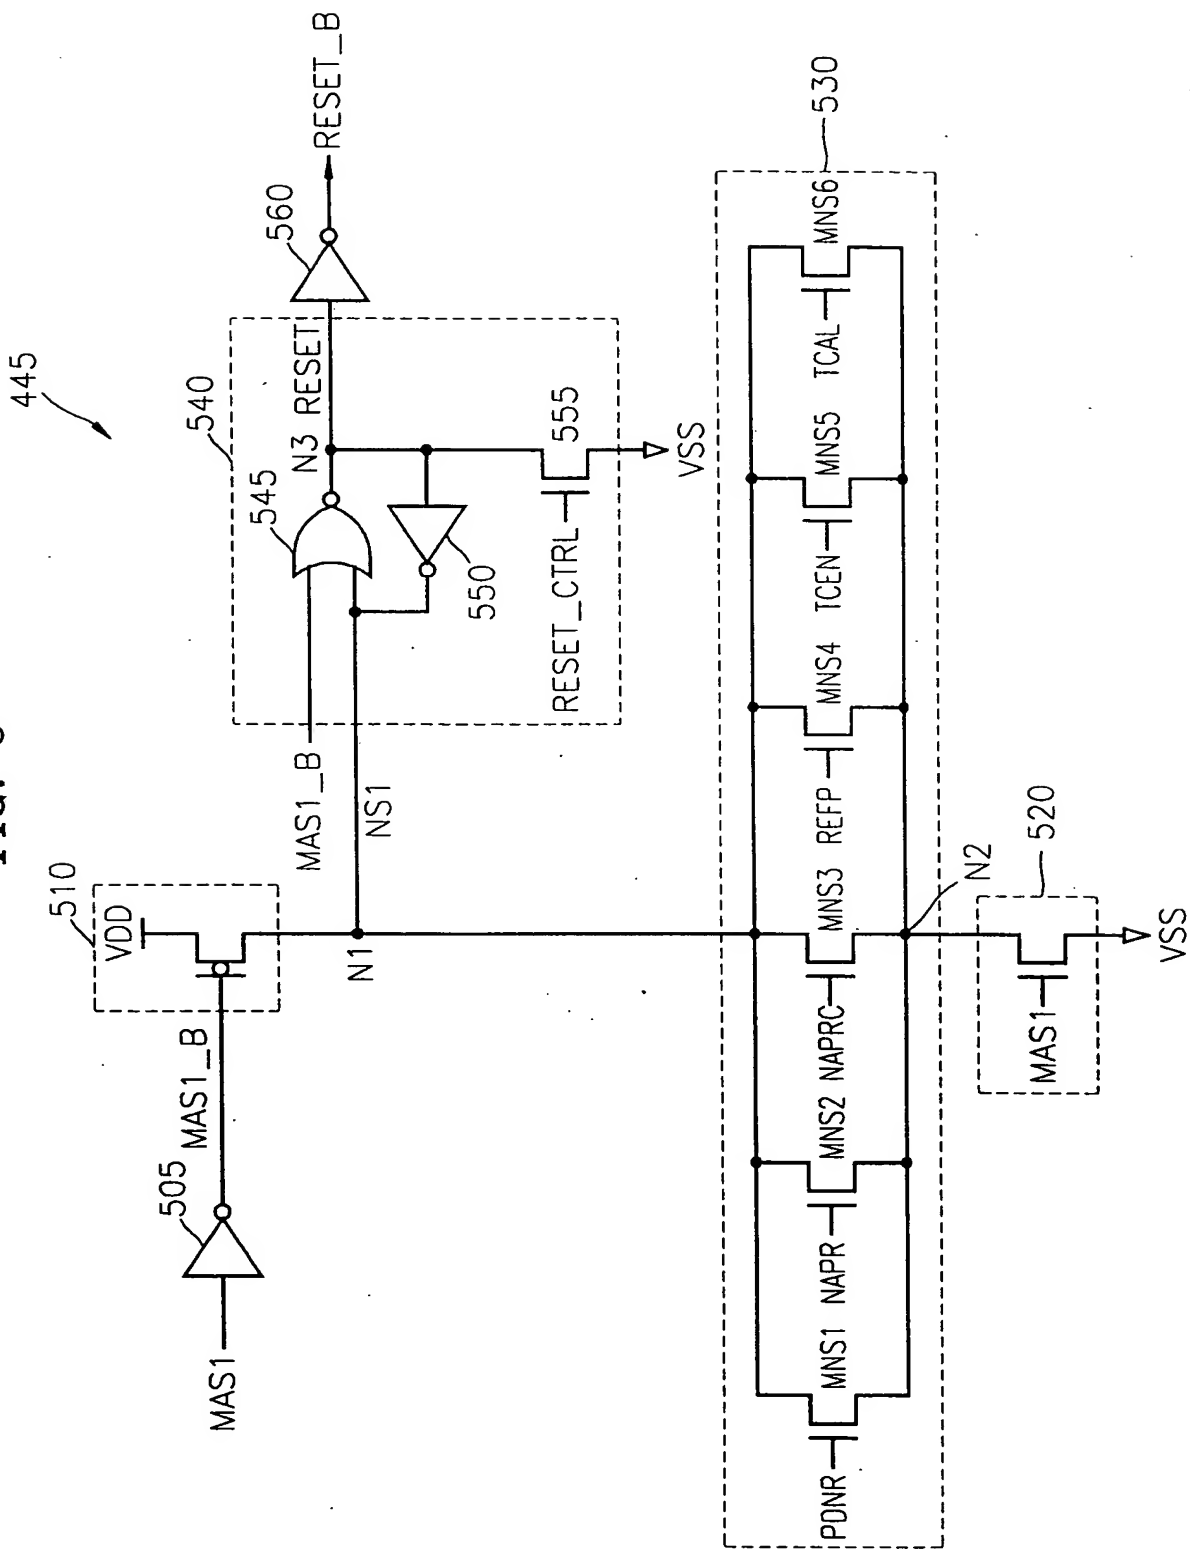 FIG.
445
510
VDD
505
MAS1_B
540
MAS1
545
560
N3 RESET
MAS1_B
RESET_B
N1
NS1
550
555
RESET_CTRL
VSS
530
PDNR MNS1 NAPR MNS2 NAPRC MNS3 REFP MNS4 TCEN MNS5 TCAL MNS6
N2
520
MAS1
VSS